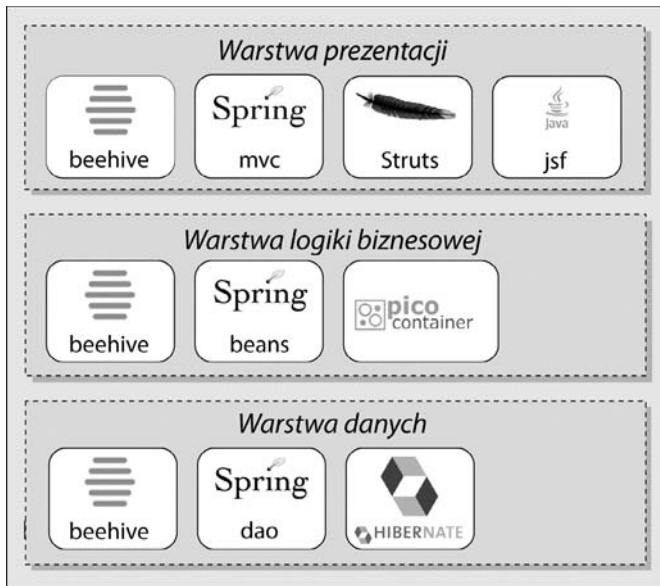 Warstwa prezentacji
beehive
Spring
mvc
Struts
Java
jsf
Warstwa logiki biznesowej
beehive
Spring
beans
pico
container
Warstwa danych
beehive
Spring
dao
HIBERNATE